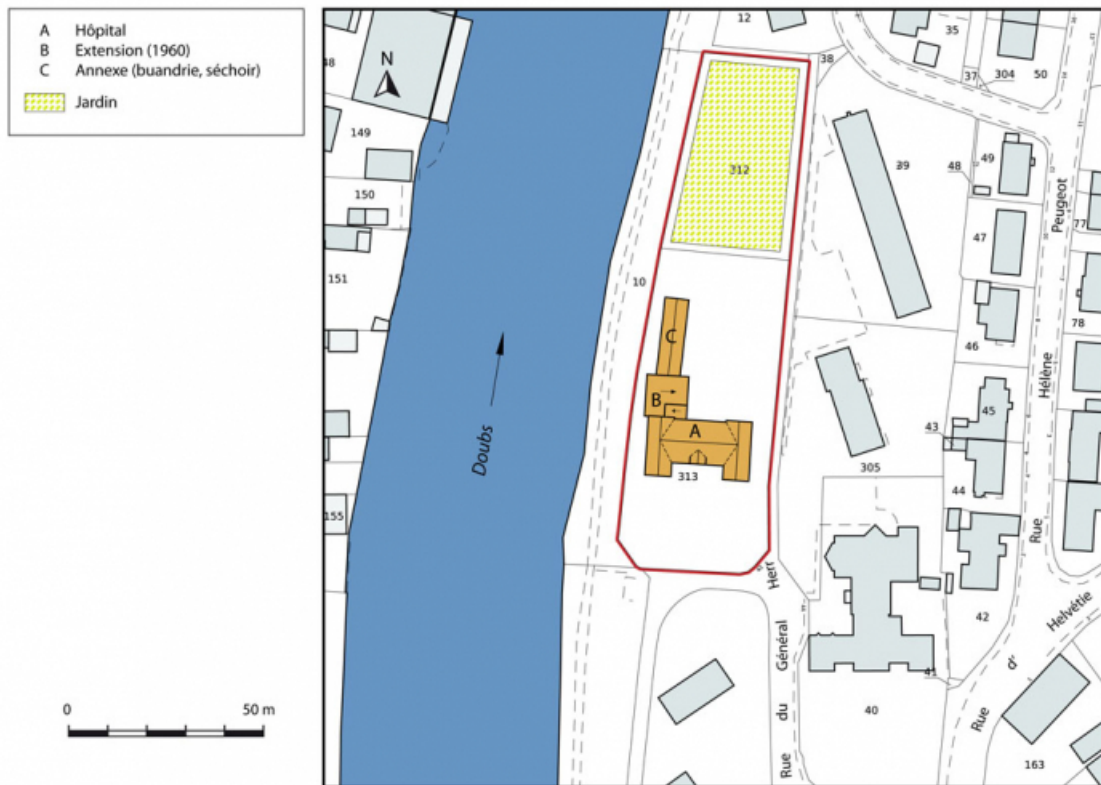 A Hôpital
B Extension (1960)
C Annexe (buandrie, séchoir)
Jardin
N
0 50 m
12
35
38
37
304
50
48
149
150
151
155
312
39
49
48
47
77
Peugeot
10
46
78
C
B
A
313
45
43
44
305
Hélène
Rue
Doubs
Herr
Général
du
Rue
42
41
40
Helvétie
d'
Rue
163